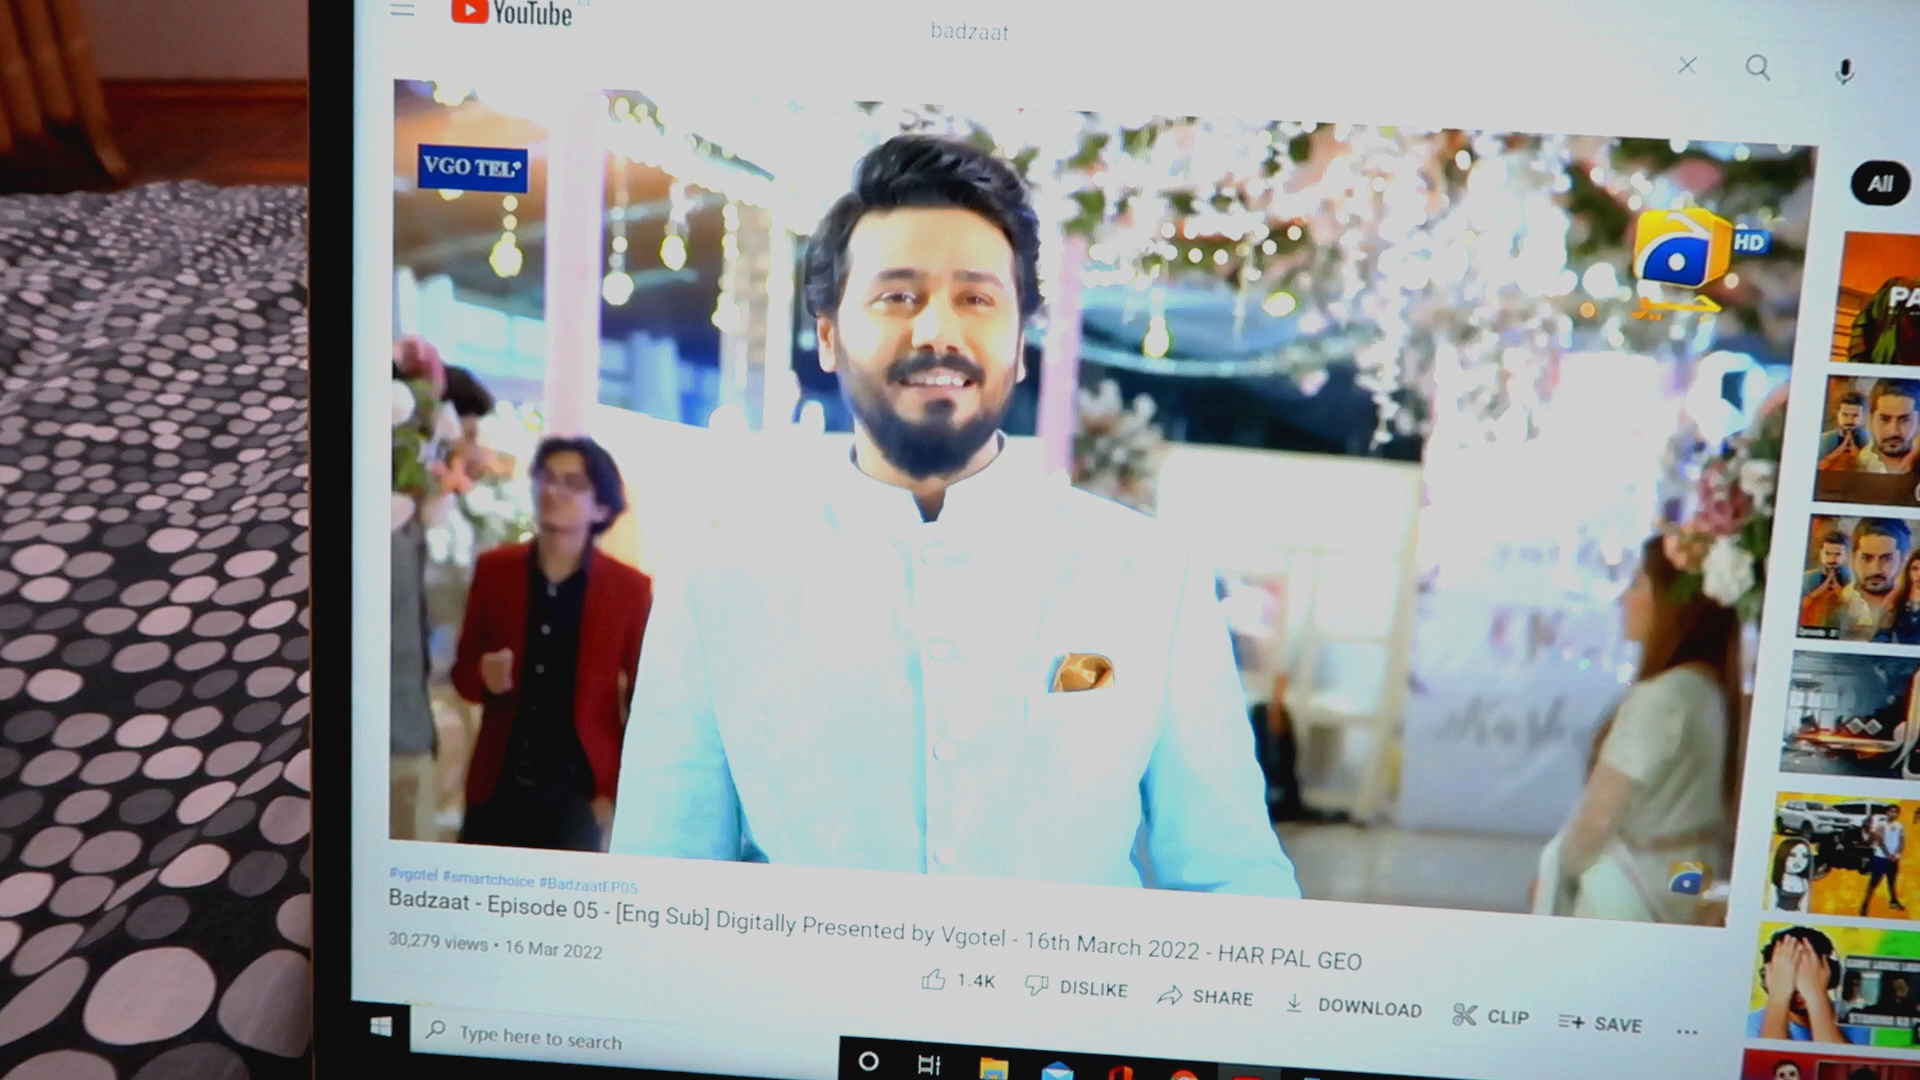 YouTube
badzaat
VGO TEL
HD
All
PA
#vgotel #smartchoice #BadzaatEP05
Badzaat - Episode 05 - [Eng Sub] Digitally Presented by Vgotel - 16th March 2022 - HAR PAL GEO
30,279 views • 16 Mar 2022
1.4K DISLIKE SHARE DOWNLOAD CLIP SAVE ...
Type here to search